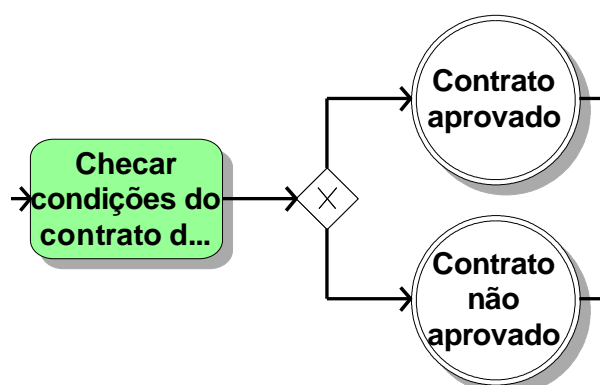 Checar
condições do
contrato d...
Contrato
aprovado
Contrato
não
aprovado